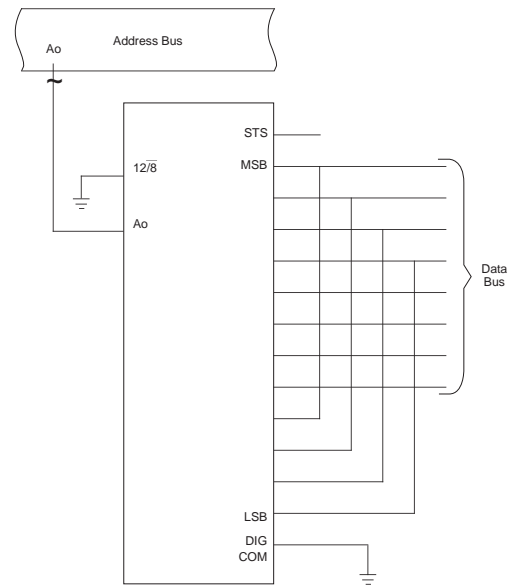 Address Bus
Ao
STS
12/8
MSB
Ao
Data
Bus
LSB
DIG
COM